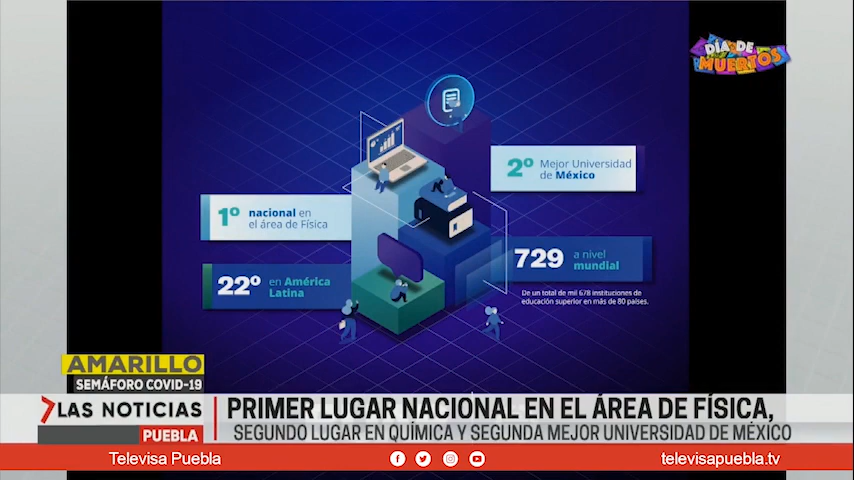 DÍA DE
MUERTOS
2º Mejor Universidad
de México
1º nacional en
el área de Física
729 a nivel
mundial
22º en América
Latina
De un total de mil 678 instituciones de
educación superior en más de 80 países.
AMARILLO
SEMÁFORO COVID-19
LAS NOTICIAS
PUEBLA
PRIMER LUGAR NACIONAL EN EL ÁREA DE FÍSICA,
SEGUNDO LUGAR EN QUÍMICA Y SEGUNDA MEJOR UNIVERSIDAD DE MÉXICO
Televisa Puebla
televisapuebla.tv